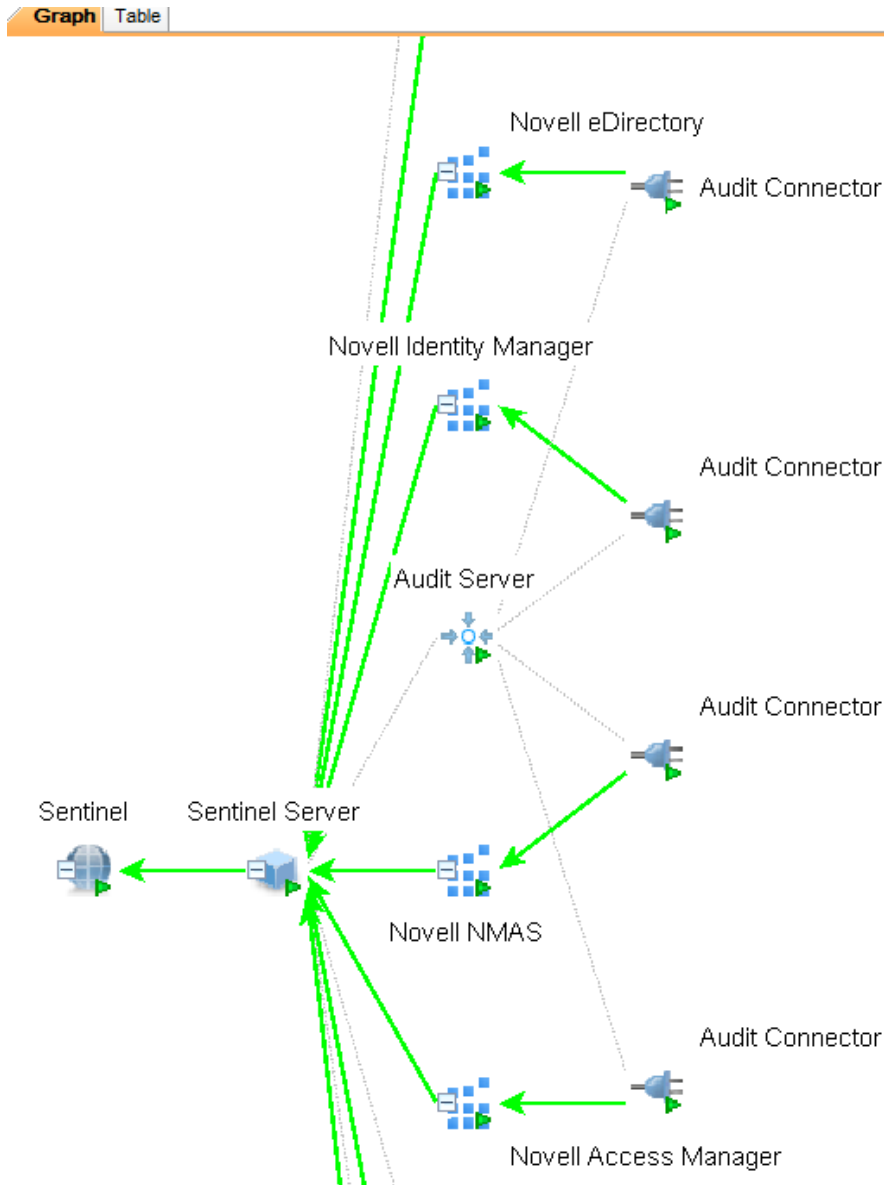 Graph Table
Novell eDirectory
Audit Connector
Novell Identity Manager
Audit Connector
Audit Server
Audit Connector
Sentinel Sentinel Server
Novell NMAS
Audit Connector
Novell Access Manager